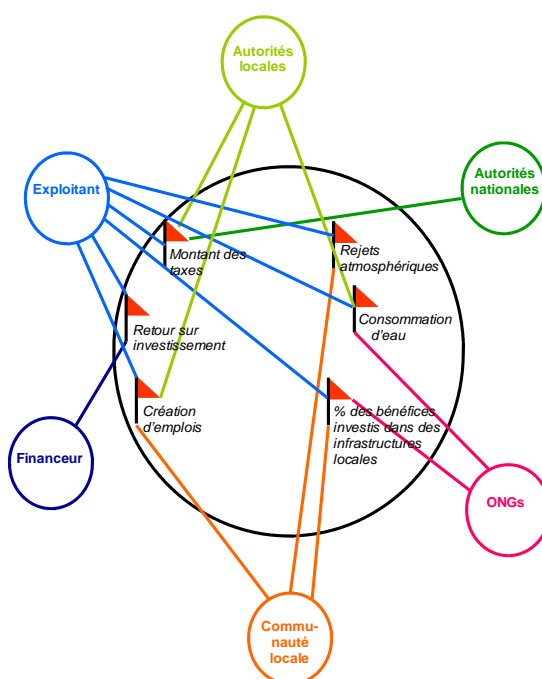 Autorités
locales
Exploitant
Autorités
nationales
Montant des
taxes
Rejets
atmosphériques
Retour sur
investissement
Consommation
d'eau
Création
d'emplois
% des bénéfices
investis dans des
infrastructures
locales
Financeur
ONGs
Commu-
nauté
locale